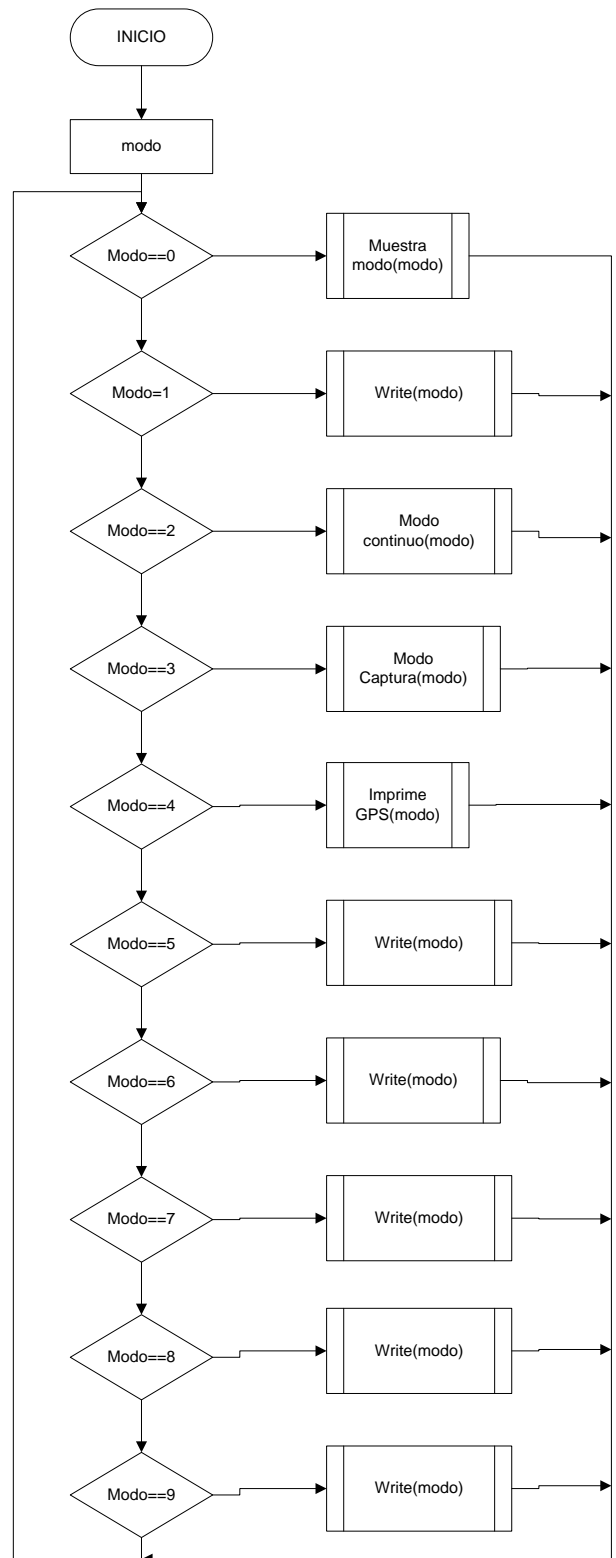 INICIO
modo
Modo==0
Muestra
modo(modo)
Modo=1
Write(modo)
Modo==2
Modo
continuo(modo)
Modo==3
Modo
Captura(modo)
Modo==4
Imprime
GPS(modo)
Modo==5
Write(modo)
Modo==6
Write(modo)
Modo==7
Write(modo)
Modo==8
Write(modo)
Modo==9
Write(modo)